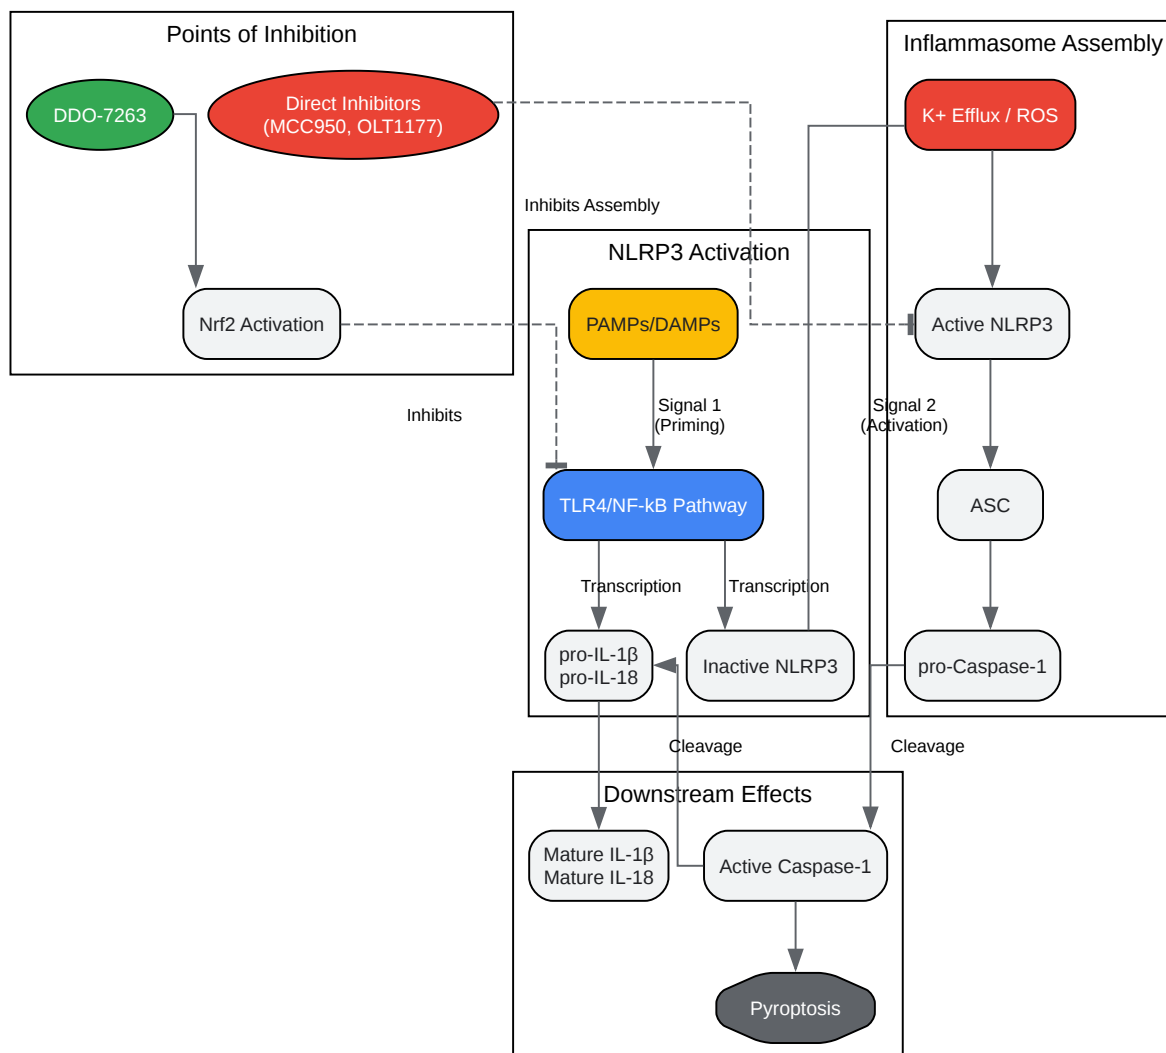 Points of Inhibition
DDO-7263
Direct Inhibitors
(MCC950, OLT1177)
Nrf2 Activation
Inhibits Assembly
Inhibits
NLRP3 Activation
PAMPs/DAMPs
Signal 1
(Priming)
TLR4/NF-kB Pathway
Transcription
Transcription
pro-IL-1β
pro-IL-18
Inactive NLRP3
Inflammasome Assembly
K+ Efflux / ROS
Active NLRP3
Signal 2
(Activation)
ASC
pro-Caspase-1
Cleavage
Cleavage
Downstream Effects
Mature IL-1β
Mature IL-18
Active Caspase-1
Pyroptosis